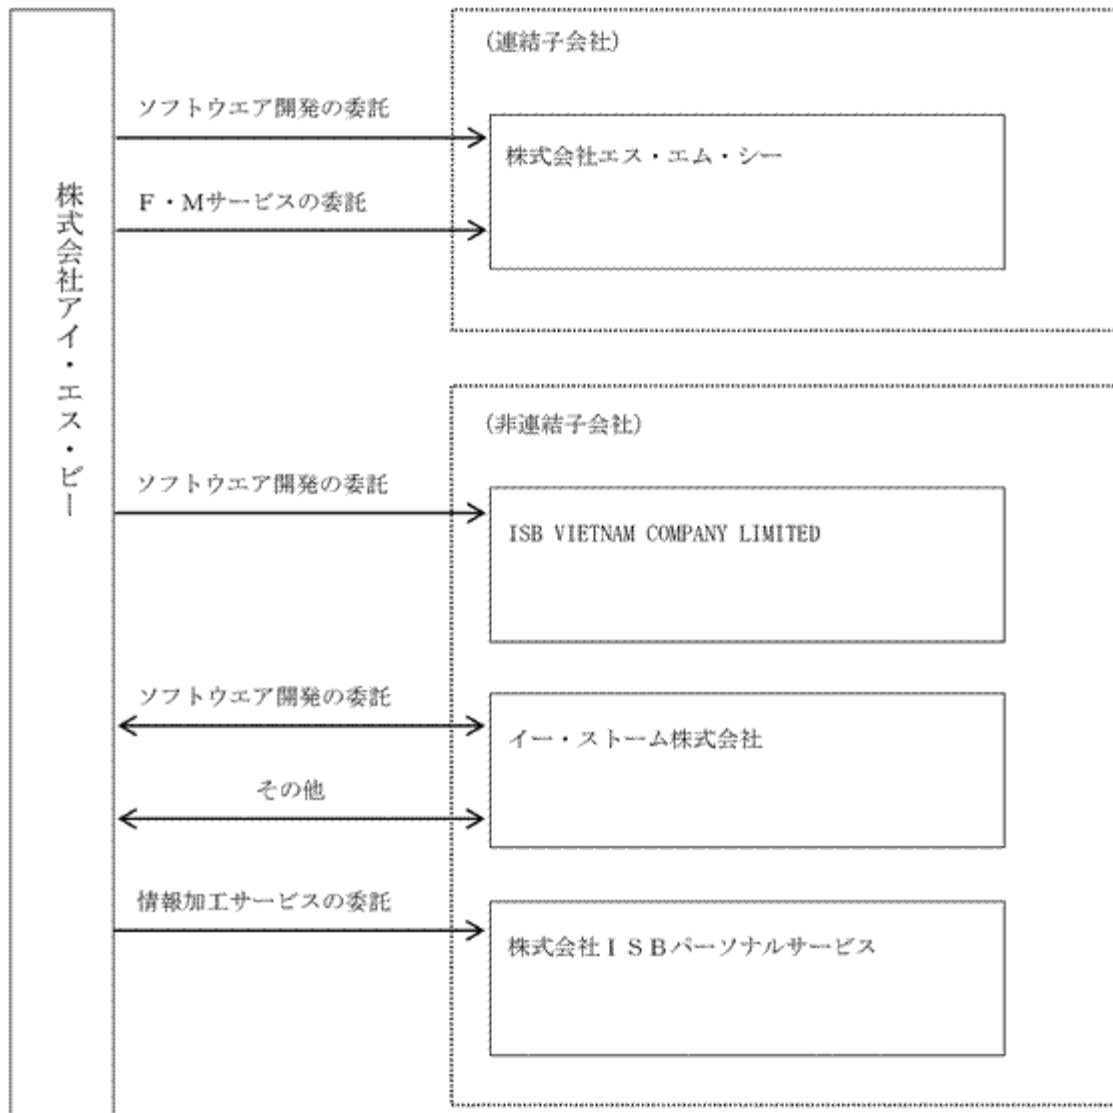 株式会社アイ・エス・ビー
(連結子会社)
ソフトウエア開発の委託
株式会社エス・エム・シー
Ｆ・Ｍサービスの委託
(非連結子会社)
ソフトウエア開発の委託
ISB VIETNAM COMPANY LIMITED
ソフトウエア開発の委託
イー・ストーム株式会社
その他
情報加工サービスの委託
株式会社ＩＳＢパーソナルサービス